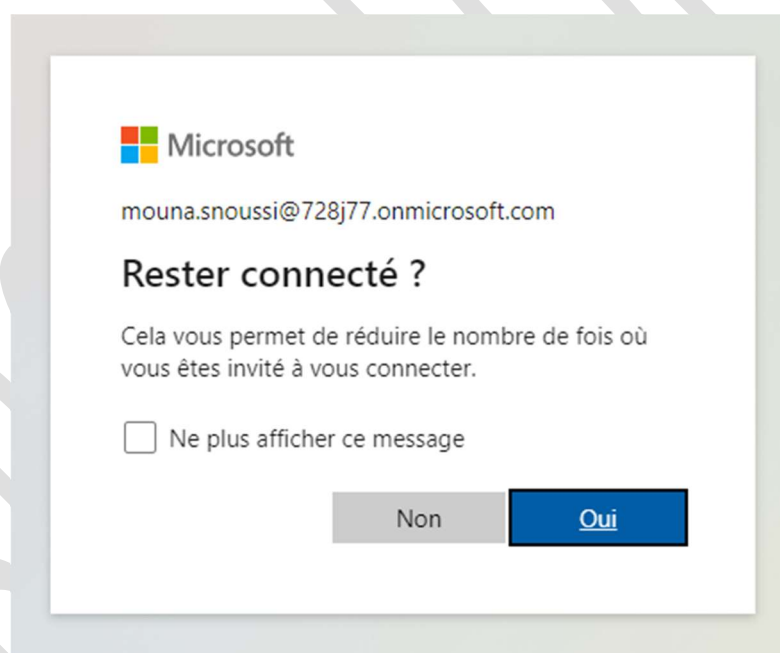 Microsoft
mouna.snoussi@728j77.onmicrosoft.com
Rester connecté ?
Cela vous permet de réduire le nombre de fois où
vous êtes invité à vous connecter.
Ne plus afficher ce message
Non
Oui